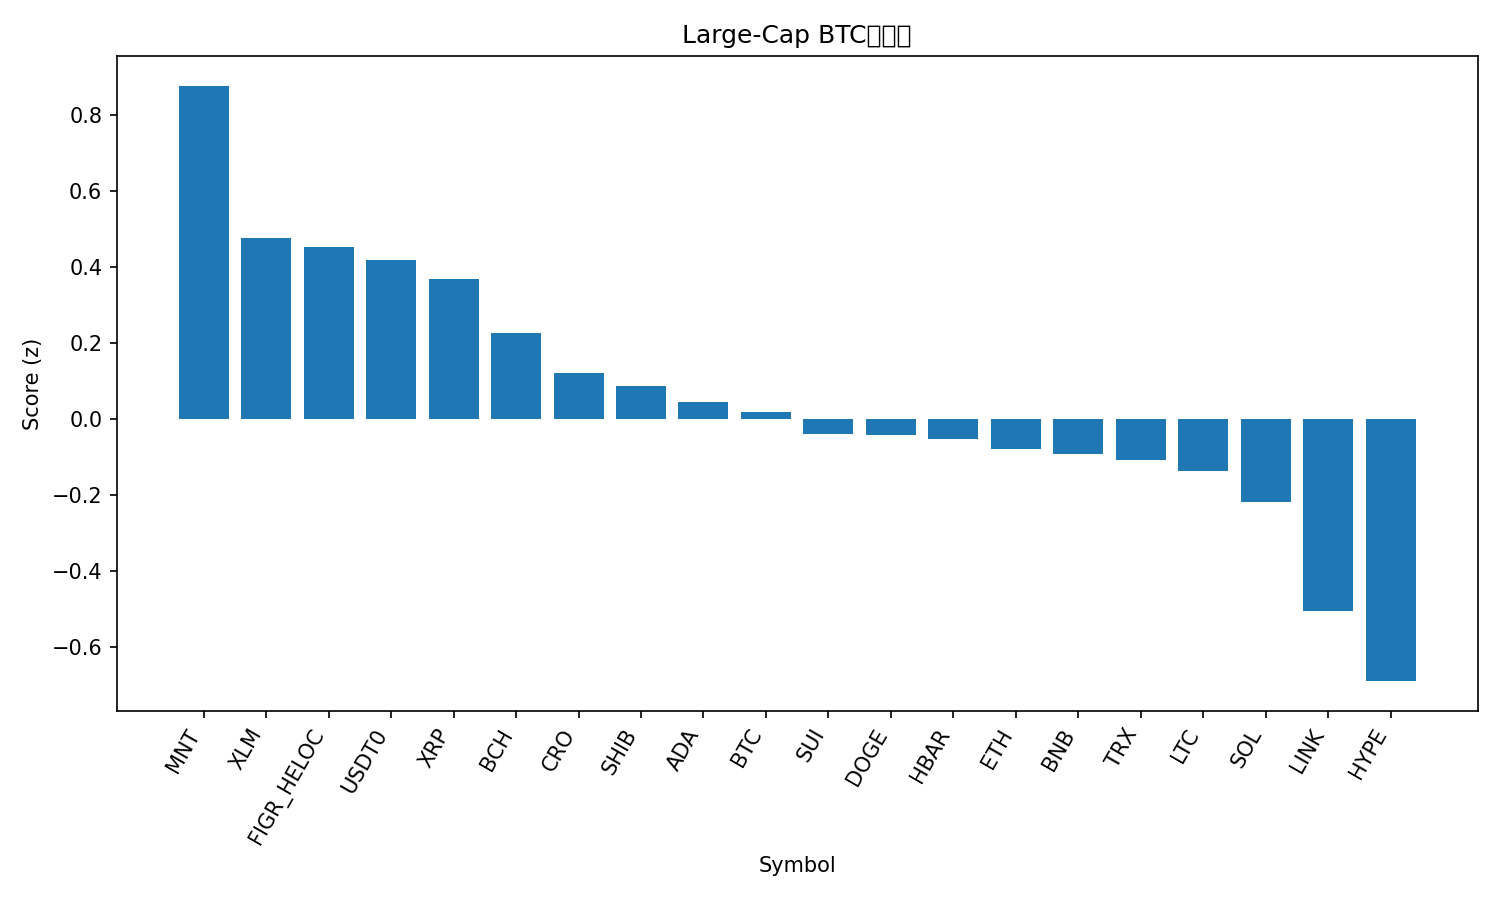 Large-Cap BTC
Score (z)
0.8
0.6
0.4
0.2
0.0
−0.2
−0.4
−0.6
MNT
XLM
FIGR_HELOC
USDT0
XRP
BCH
CRO
SHIB
ADA
BTC
SUI
DOGE
HBAR
ETH
BNB
TRX
LTC
SOL
LINK
HYPE
Symbol